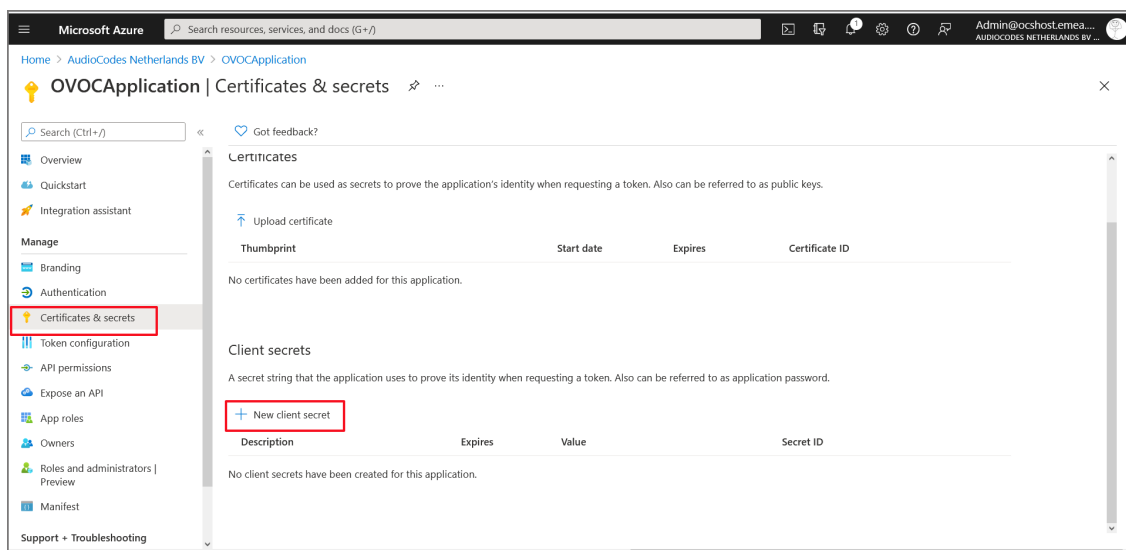 Microsoft Azure
Search resources, services, and docs (G+/)
1
Admin@ocshost.emea....
AUDIOCODES NETHERLANDS BV ...
Home > AudioCodes Netherlands BV > OVOCApplication
OVOCApplication | Certificates & secrets
Search (Ctrl+/)
«
Got feedback?
Overview
Quickstart
Integration assistant
Manage
Branding
Authentication
Certificates & secrets
Token configuration
API permissions
Expose an API
App roles
Owners
Roles and administrators |
Preview
Manifest
Support + Troubleshooting
Certificates
Certificates can be used as secrets to prove the application's identity when requesting a token. Also can be referred to as public keys.
Upload certificate
Thumbprint Start date Expires Certificate ID
No certificates have been added for this application.
Client secrets
A secret string that the application uses to prove its identity when requesting a token. Also can be referred to as application password.
New client secret
Description Expires Value Secret ID
No client secrets have been created for this application.